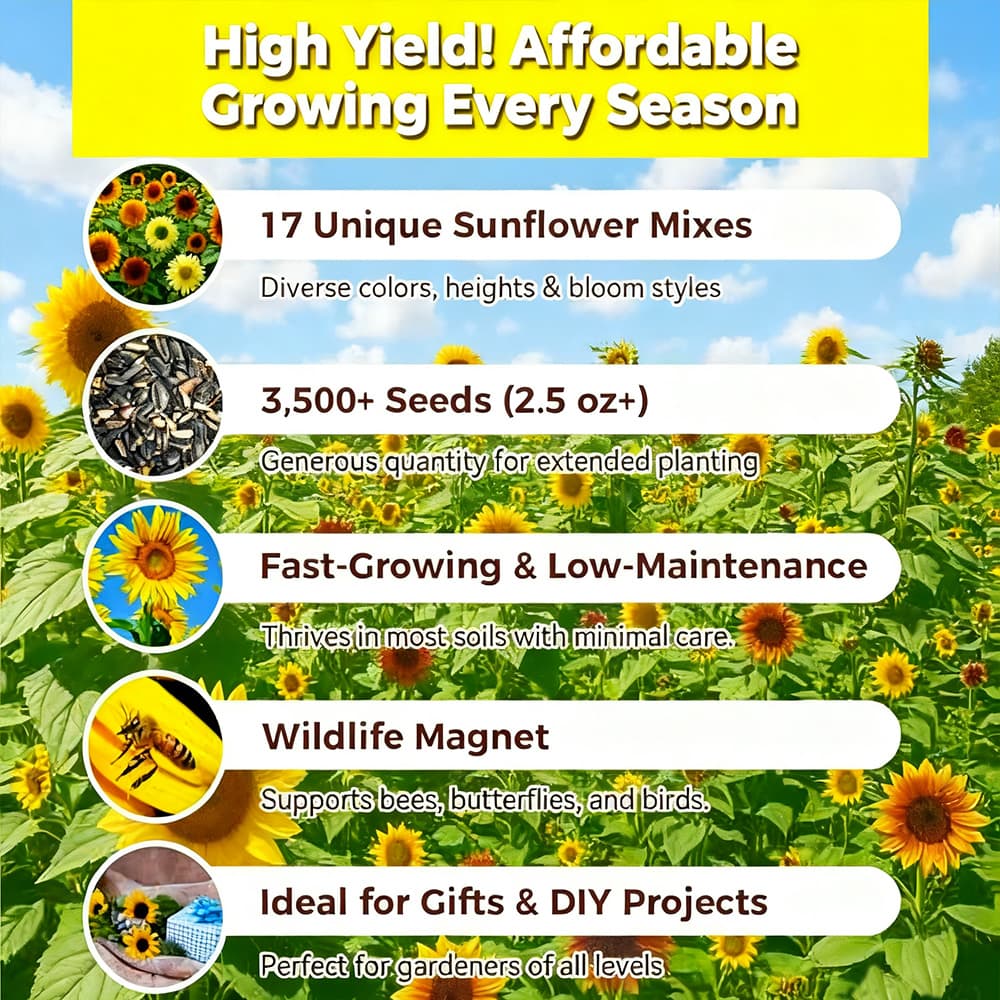 High Yield! Affordable
Growing Every Season
17 Unique Sunflower Mixes
Diverse colors, heights & bloom styles
3,500+ Seeds (2.5 oz+)
Generous quantity for extended planting
Fast-Growing & Low-Maintenance
Thrives in most soils with minimal care.
Wildlife Magnet
Supports bees, butterflies, and birds.
Ideal for Gifts & DIY Projects
Perfect for gardeners of all levels